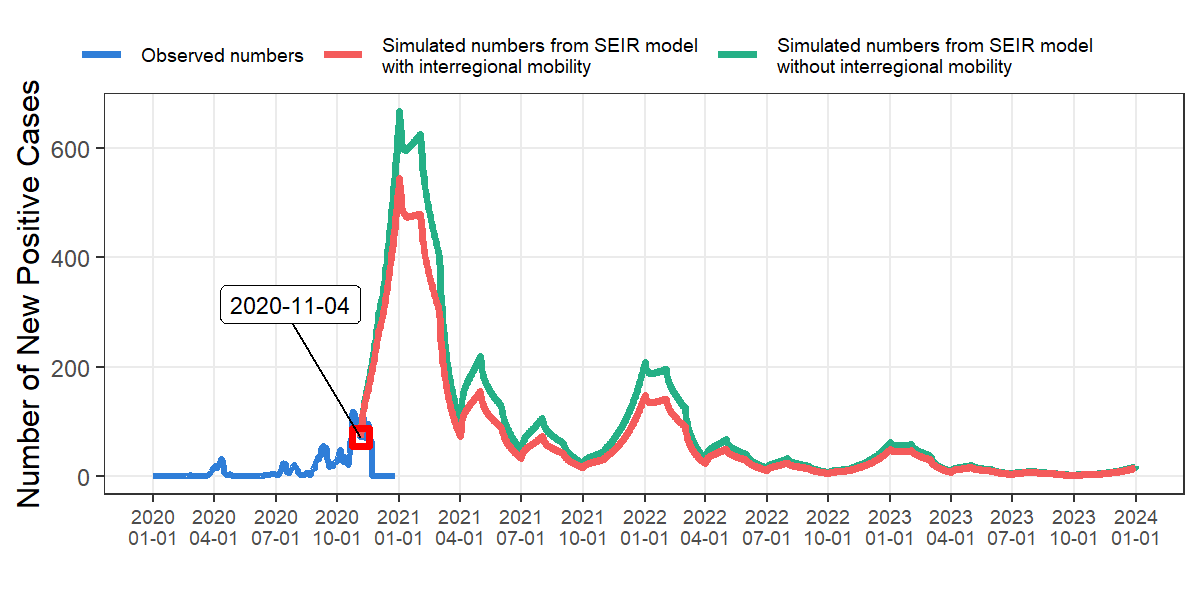 Observed numbers
Simulated numbers from SEIR model
with interregional mobility
Simulated numbers from SEIR model
without interregional mobility
Number of New Positive Cases
600
400
200
0
2020-11-04
2020 2020 2020 2020 2021 2021 2021 2021 2022 2022 2022 2022 2023 2023 2023 2023 2024
01-01 04-01 07-01 10-01 01-01 04-01 07-01 10-01 01-01 04-01 07-01 10-01 01-01 04-01 07-01 10-01 01-01